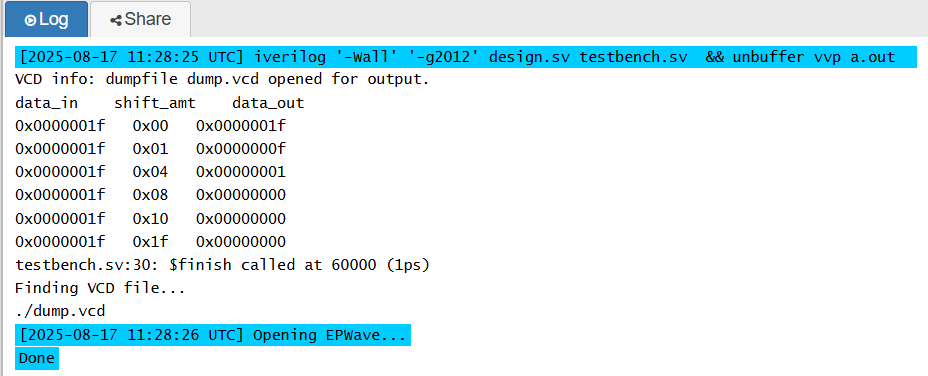 Log Share
[2025-08-17 11:28:25 UTC] iverilog '-Wall' '-g2012' design.sv testbench.sv  && unbuffer vvp a.out
VCD info: dumpfile dump.vcd opened for output.
data_in    shift_amt    data_out
0x0000001f   0x00   0x0000001f
0x0000001f   0x01   0x0000000f
0x0000001f   0x04   0x00000001
0x0000001f   0x08   0x00000000
0x0000001f   0x10   0x00000000
0x0000001f   0x1f   0x00000000
testbench.sv:30: $finish called at 60000 (1ps)
Finding VCD file...
./dump.vcd
[2025-08-17 11:28:26 UTC] Opening EPWave...
Done